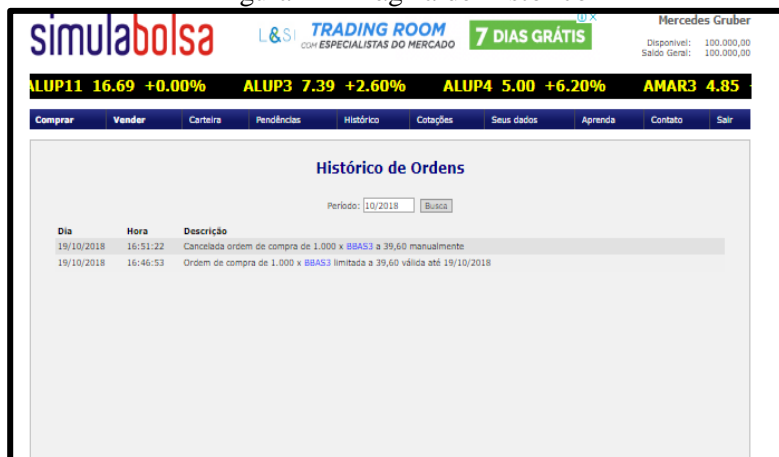 simulabolsa
L&SI TRADING ROOM
COM ESPECIALISTAS DO MERCADO
7 DIAS GRÁTIS
Mercedes Gruber
Disponível: 100.000,00
Saldo Geral: 100.000,00
ALUP11 16.69 +0.00% ALUP3 7.39 +2.60% ALUP4 5.00 +6.20% AMAR3 4.85
Comprar Vender Carteira Pendências Histórico Cotações Seus dados Aprenda Contato Sair
Histórico de Ordens
Período: 10/2018 Busca
Dia Hora Descrição
19/10/2018 16:51:22 Cancelada ordem de compra de 1.000 x BBAS3 a 39,60 manualmente
19/10/2018 16:46:53 Ordem de compra de 1.000 x BBAS3 limitada a 39,60 válida até 19/10/2018